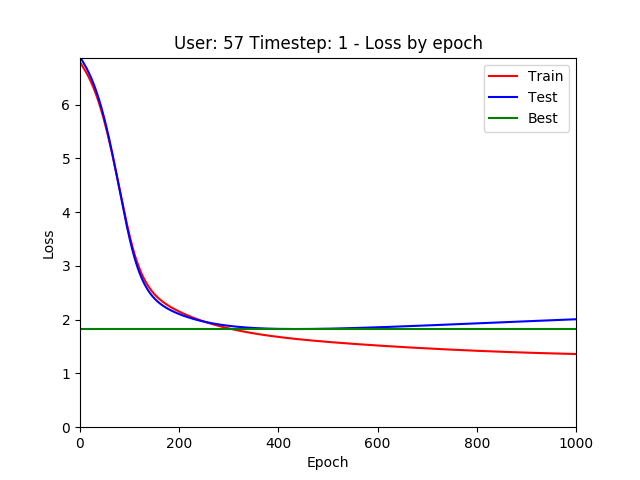 User: 57 Timestep: 1 - Loss by epoch
Train
Test
Best
6
5
4
3
2
1
0
Loss
0 200 400 600 800 1000
Epoch